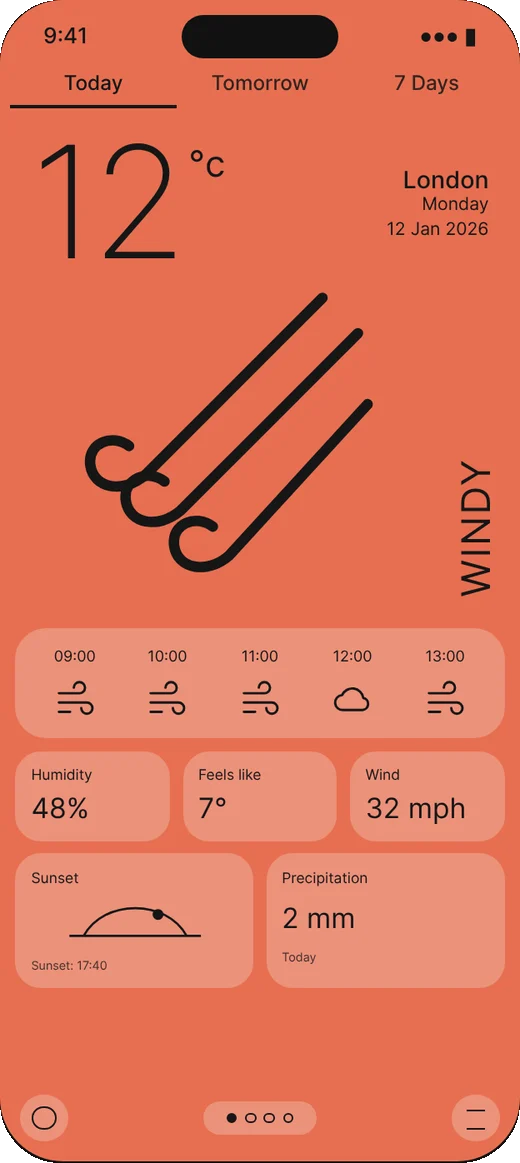 9:41
Today Tomorrow 7 Days
12 °C
London
Monday
12 Jan 2026
WINDY
09:00 10:00 11:00 12:00 13:00
Humidity Feels like Wind
48% 7° 32 mph
Sunset Precipitation
2 mm
Sunset: 17:40 Today